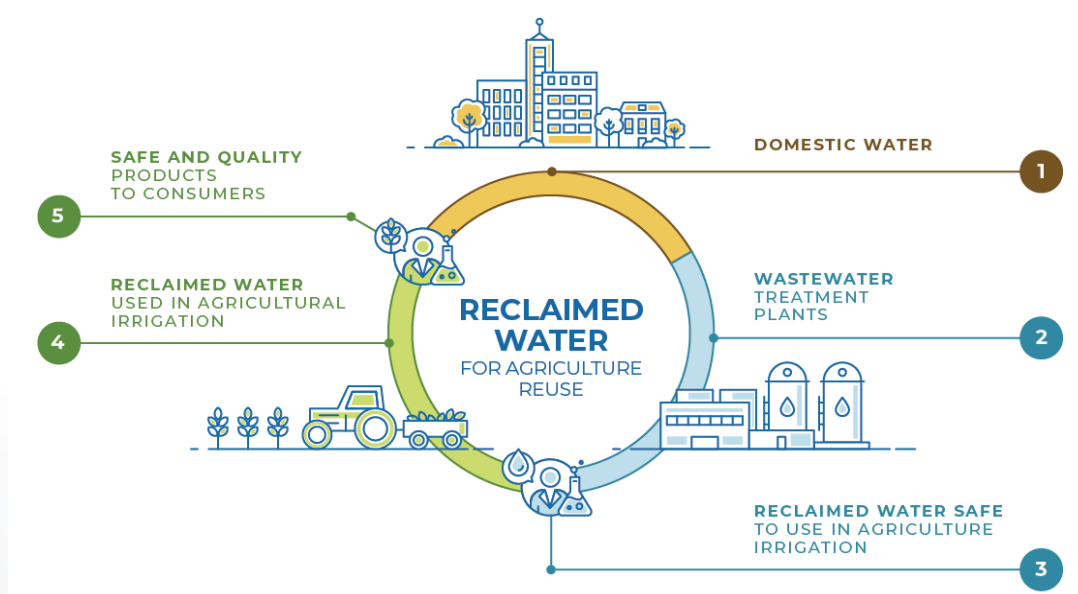 DOMESTIC WATER
1
WASTEWATER
TREATMENT
PLANTS
2
RECLAIMED WATER SAFE
TO USE IN AGRICULTURE
IRRIGATION
3
RECLAIMED WATER
USED IN AGRICULTURAL
IRRIGATION
4
SAFE AND QUALITY
PRODUCTS
TO CONSUMERS
5
RECLAIMED
WATER
FOR AGRICULTURE
REUSE